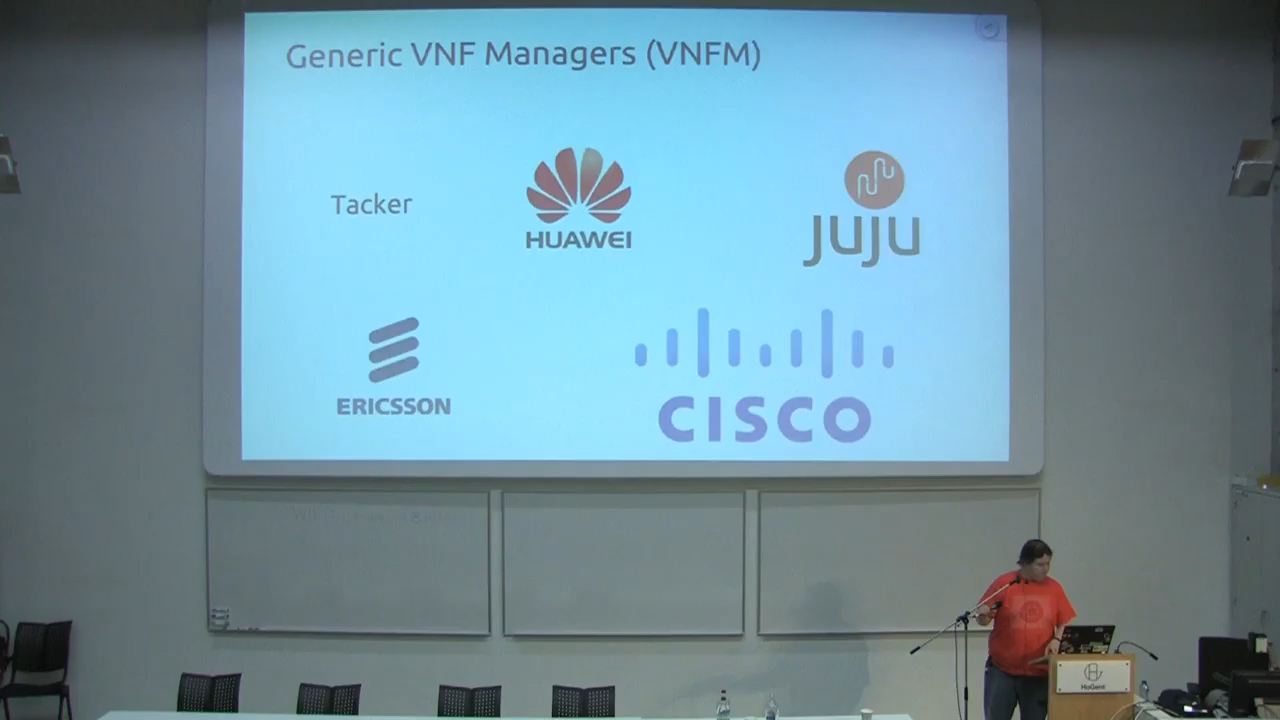 Generic VNF Managers (VNFM)
Tacker
HUAWEI
JUJU
ERICSSON
CISCO
HoGent